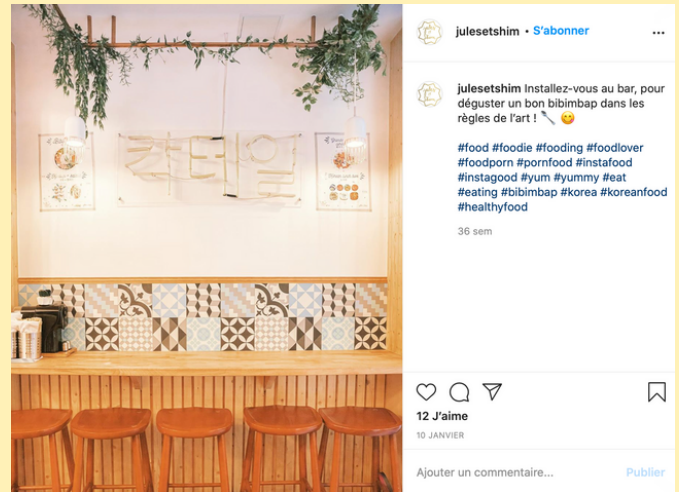 julesetshim • S'abonner
julesetshim Installez-vous au bar, pour
déguster un bon bibimbap dans les
règles de l'art ! 🥄 😋
#food #foodie #fooding #foodlover
#foodporn #pornfood #instafood
#instagood #yum #yummy #eat
#eating #bibimbap #korea #koreanfood
#healthyfood
36 sem
12 J'aime
10 JANVIER
Ajouter un commentaire... Publier